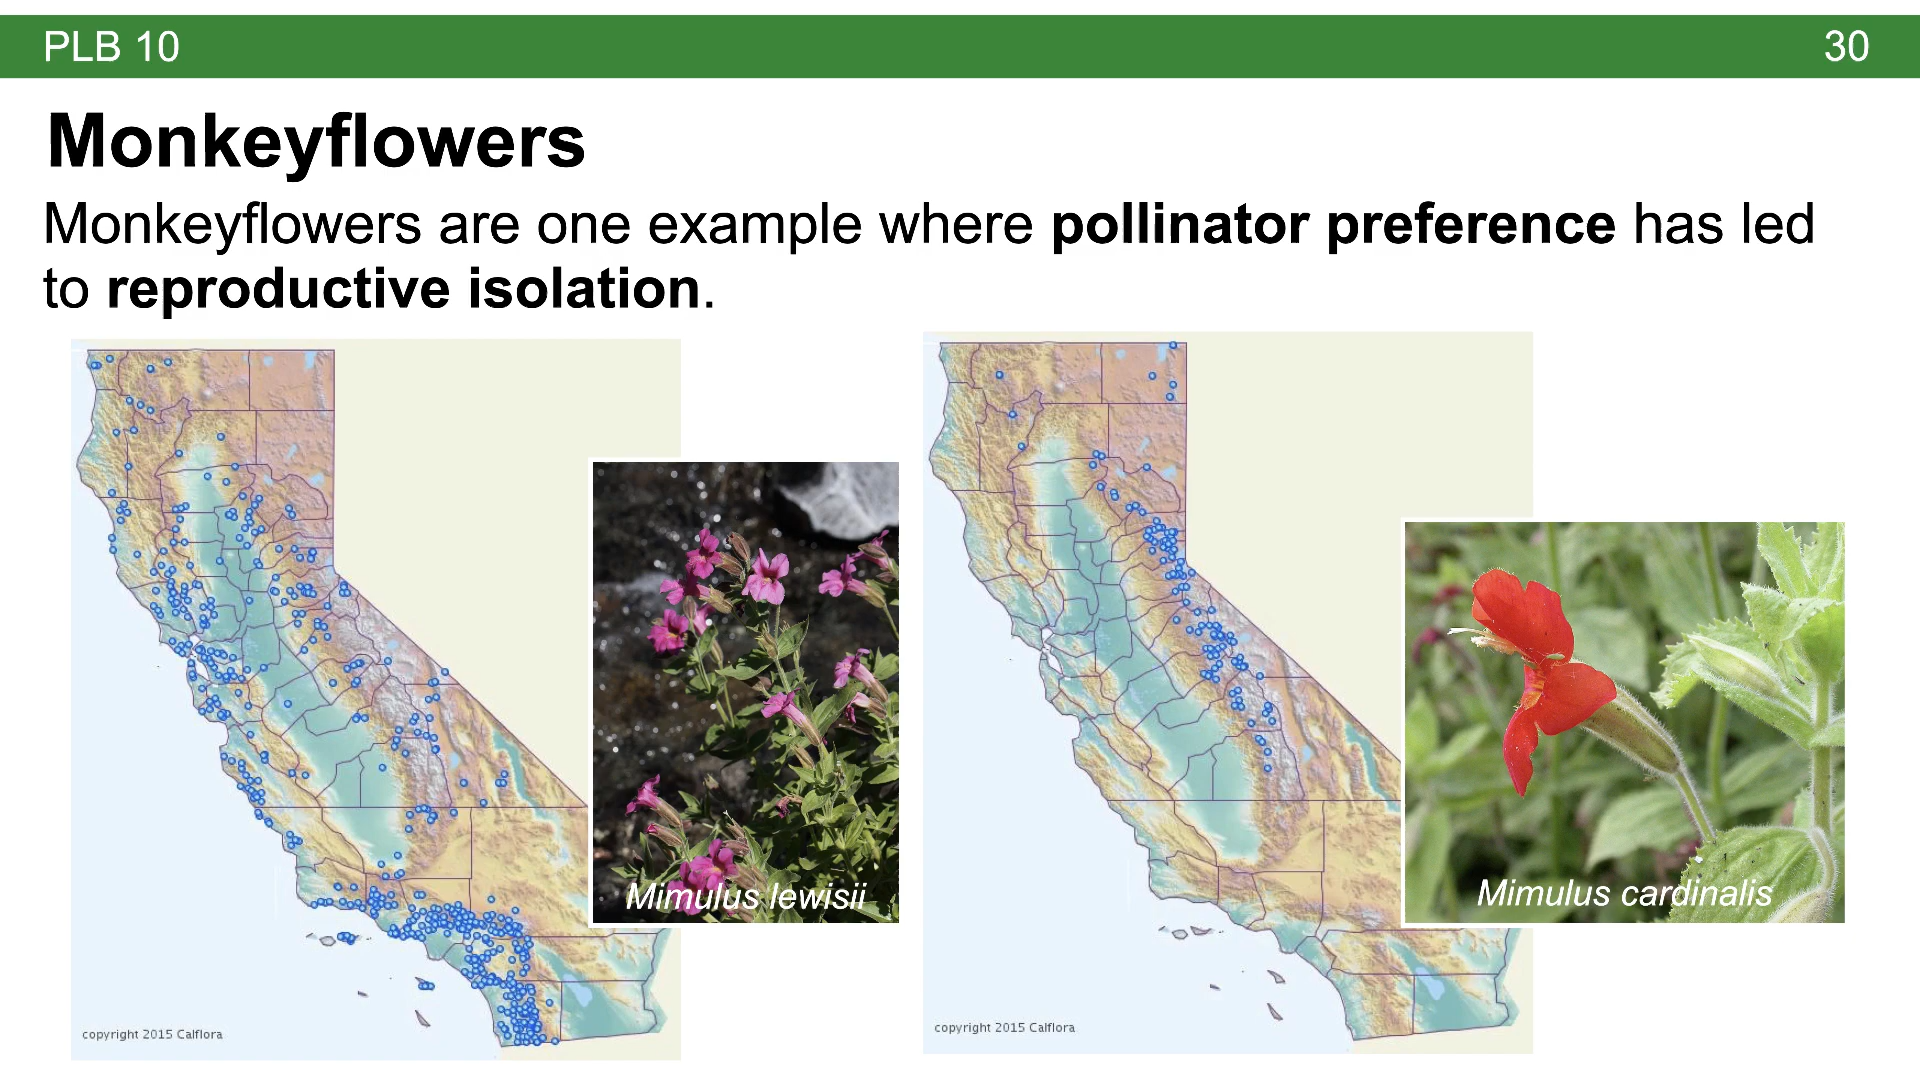 PLB 10
30
Monkeyflowers
Monkeyflowers are one example where pollinator preference has led
to reproductive isolation.
Mimulus lewisii
Mimulus cardinalis
copyright 2015 Calflora
copyright 2015 Calflora